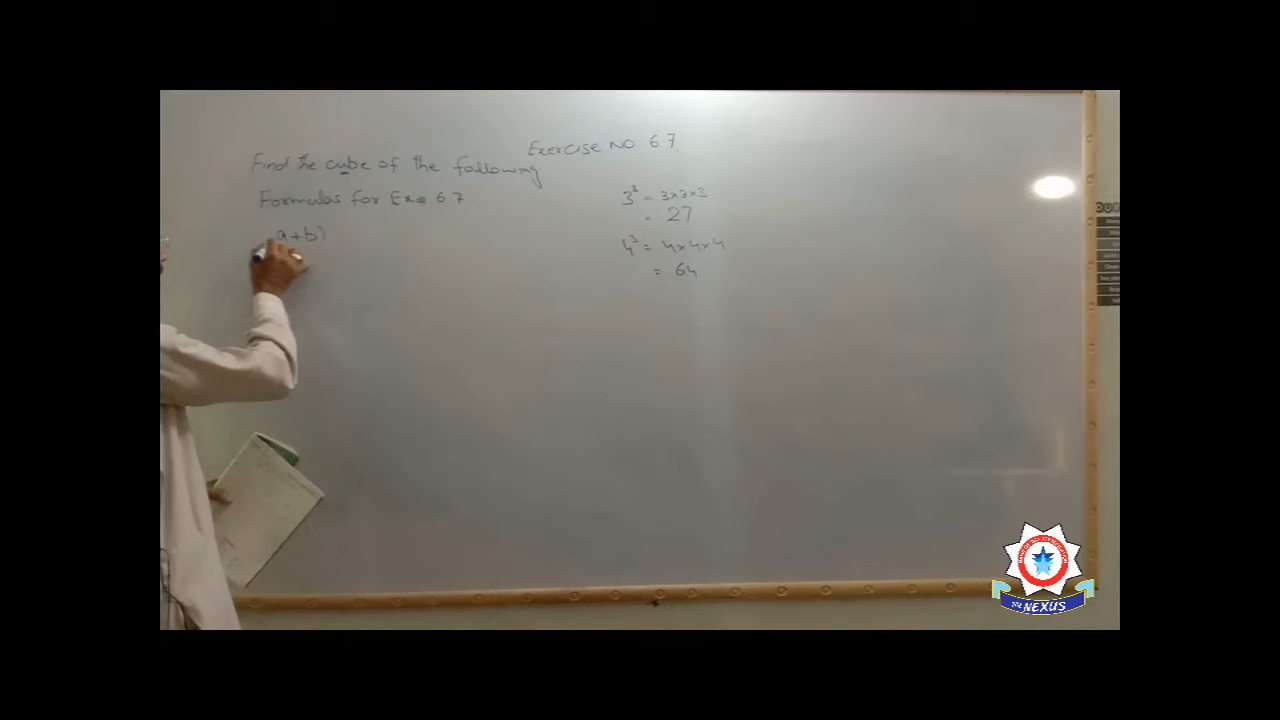 Exercise No 67
Find the cube of the following
Formulas for Ex# 67
a+b)
3³ = 3×3×3
= 27
4³ = 4×4×4
= 64
THE NEXUS